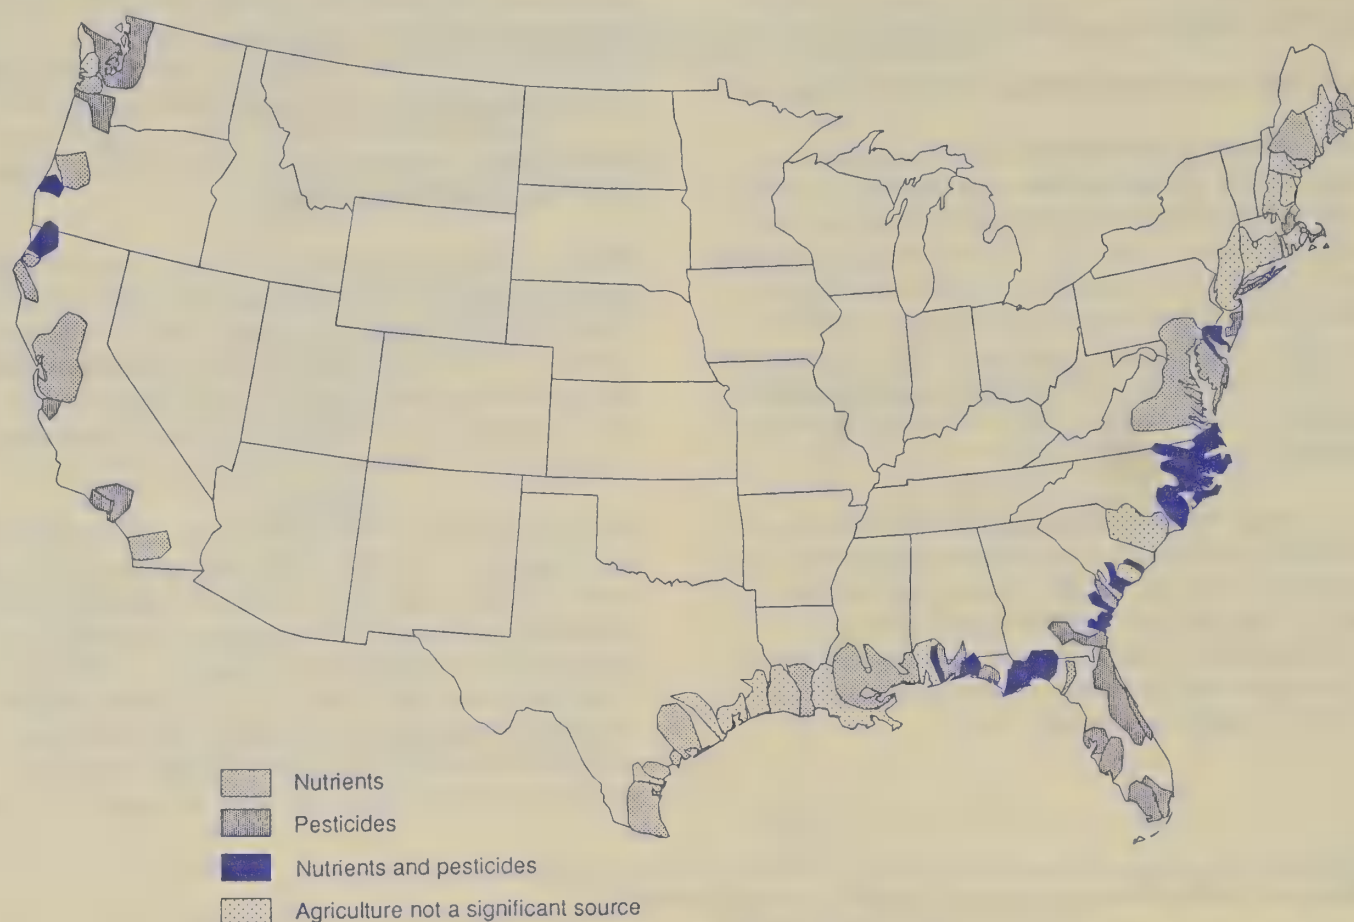 Nutrients
Pesticides
Nutrients and pesticides
Agriculture not a significant source